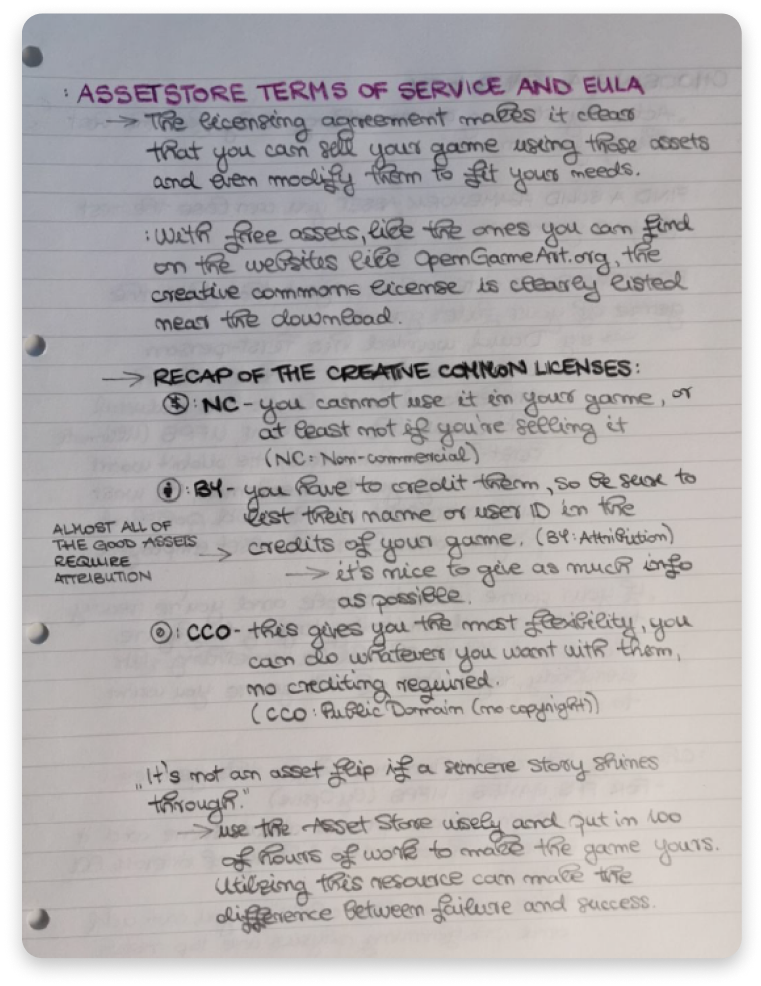 : ASSETSTORE TERMS OF SERVICE AND EULA
→ The licensing agreement makes it clear
that you can sell your game using those assets
and even modify them to fit your needs.
: With free assets, like the ones you can find
on the websites like OpenGameArt.org, the
creative commons license is clearly listed
near the download.
→ RECAP OF THE CREATIVE COMMON LICENSES:
: NC - you cannot use it in your game, or
at least not if you're selling it
(NC: Non-commercial)
: BY - you have to credit them, so be sure to
list their name or user ID in the
credits of your game. (BY: Attribution)
ALMOST ALL OF
THE GOOD ASSETS →
REQUIRE
ATTRIBUTION
→ it's nice to give as much info
as possible.
: CCO - this gives you the most flexibility, you
can do whatever you want with them,
no crediting required.
(CCO: Public Domain (no copyright))
„It's not an asset flip if a sincere story shines
through."
→ use the Asset Store wisely and put in 100
of hours of work to make the game yours.
Utilizing this resource can make the
difference between failure and success.